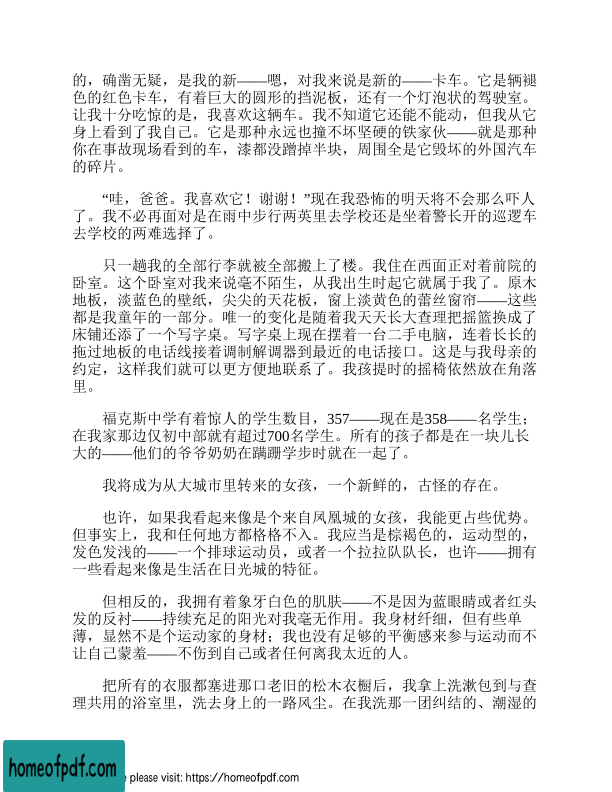 的，确凿无疑，是我的新——嗯，对我来说是新的——卡车。它是辆褪
色的红色卡车，有着巨大的圆形的挡泥板，还有一个灯泡状的驾驶室。
让我十分吃惊的是，我喜欢这辆车。我不知道它还能不能动，但我从它
身上看到了我自己。它是那种永远也撞不坏坚硬的铁家伙——就是那种
你在事故现场看到的车，漆都没蹭掉半块，周围全是它毁坏的外国汽车
的碎片。
“哇，爸爸。我喜欢它！谢谢！”现在我恐怖的明天将不会那么吓人
了。我不必再面对是在雨中步行两英里去学校还是坐着警长开的巡逻车
去学校的两难选择了。
只一趟我的全部行李就被全部搬上了楼。我住在西面正对着前院的
卧室。这个卧室对我来说毫不陌生，从我出生时起它就属于我了。原木
地板，淡蓝色的壁纸，尖尖的天花板，窗上淡黄色的蕾丝窗帘——这些
都是我童年的一部分。唯一的变化是随着我天天长大查理把摇篮换成了
床铺还添了一个写字桌。写字桌上现在摆着一台二手电脑，连着长长的
拖过地板的电话线接着调制解调器到最近的电话接口。这是与我母亲的
约定，这样我们就可以更方便地联系了。我孩提时的摇椅依然放在角落
里。
福克斯中学有着惊人的学生数目，357——现在是358——名学生；
在我家那边仅初中部就有超过700名学生。所有的孩子都是在一块儿长
大的——他们的爷爷奶奶在蹒跚学步时就在一起了。
我将成为从大城市里转来的女孩，一个新鲜的，古怪的存在。
也许，如果我看起来像是个来自凤凰城的女孩，我能更占些优势。
但事实上，我和任何地方都格格不入。我应当是棕褐色的，运动型的，
发色发浅的——一个排球运动员，或者一个拉拉队队长，也许——拥有
一些看起来像是生活在日光城的特征。
但相反的，我拥有着象牙白色的肌肤——不是因为蓝眼睛或者红头
发的反衬——持续充足的阳光对我毫无作用。我身材纤细，但有些单
薄，显然不是个运动家的身材；我也没有足够的平衡感来参与运动而不
让自己蒙羞——不伤到自己或者任何离我太近的人。
把所有的衣服都塞进那口老旧的松木衣橱后，我拿上洗漱包到与查
理共用的浴室里，洗去身上的一路风尘。在我洗那一团纠结的、潮湿的
homeofpdf.com
e please visit: https://homeofpdf.com